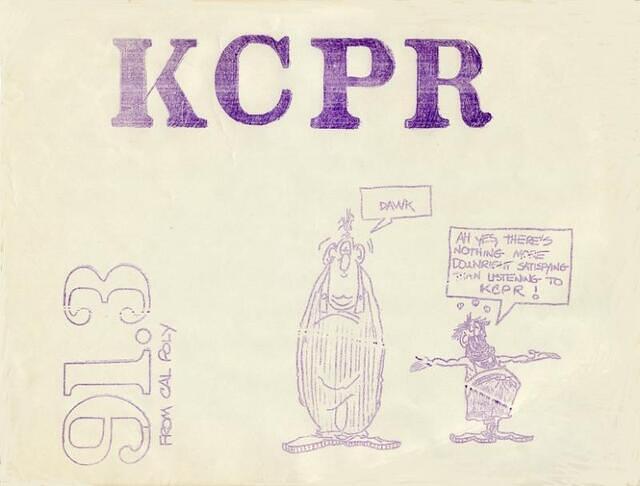 KCPR
DAWK
AH YES, THERE'S
NOTHING MORE
DOWNRIGHT SATISFYING
THAN LISTENING TO
KCPR!
91.3
FROM CAL POLY